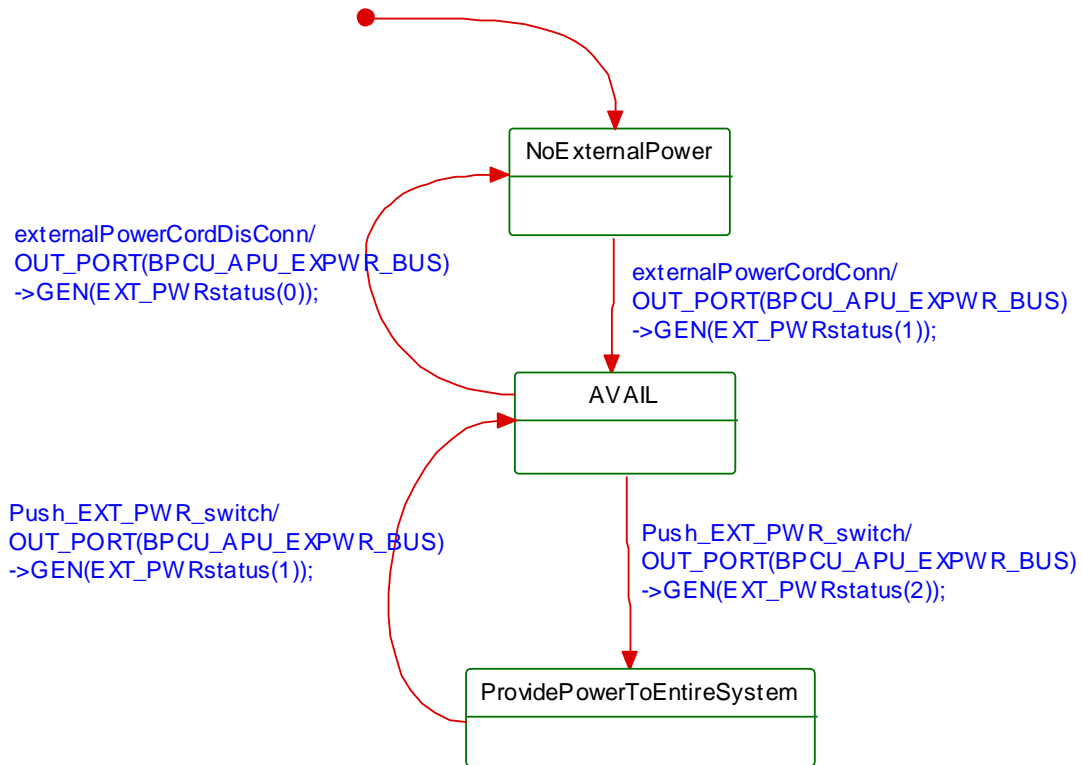 NoExternalPower
externalPowerCordDisConn/
OUT_PORT(BPCU_APU_EXPWR_BUS)
->GEN(EXT_PWRstatus(0));
externalPowerCordConn/
OUT_PORT(BPCU_APU_EXPWR_BUS)
->GEN(EXT_PWRstatus(1));
AVAIL
Push_EXT_PWR_switch/
OUT_PORT(BPCU_APU_EXPWR_BUS)
->GEN(EXT_PWRstatus(1));
Push_EXT_PWR_switch/
OUT_PORT(BPCU_APU_EXPWR_BUS)
->GEN(EXT_PWRstatus(2));
ProvidePowerToEntireSystem